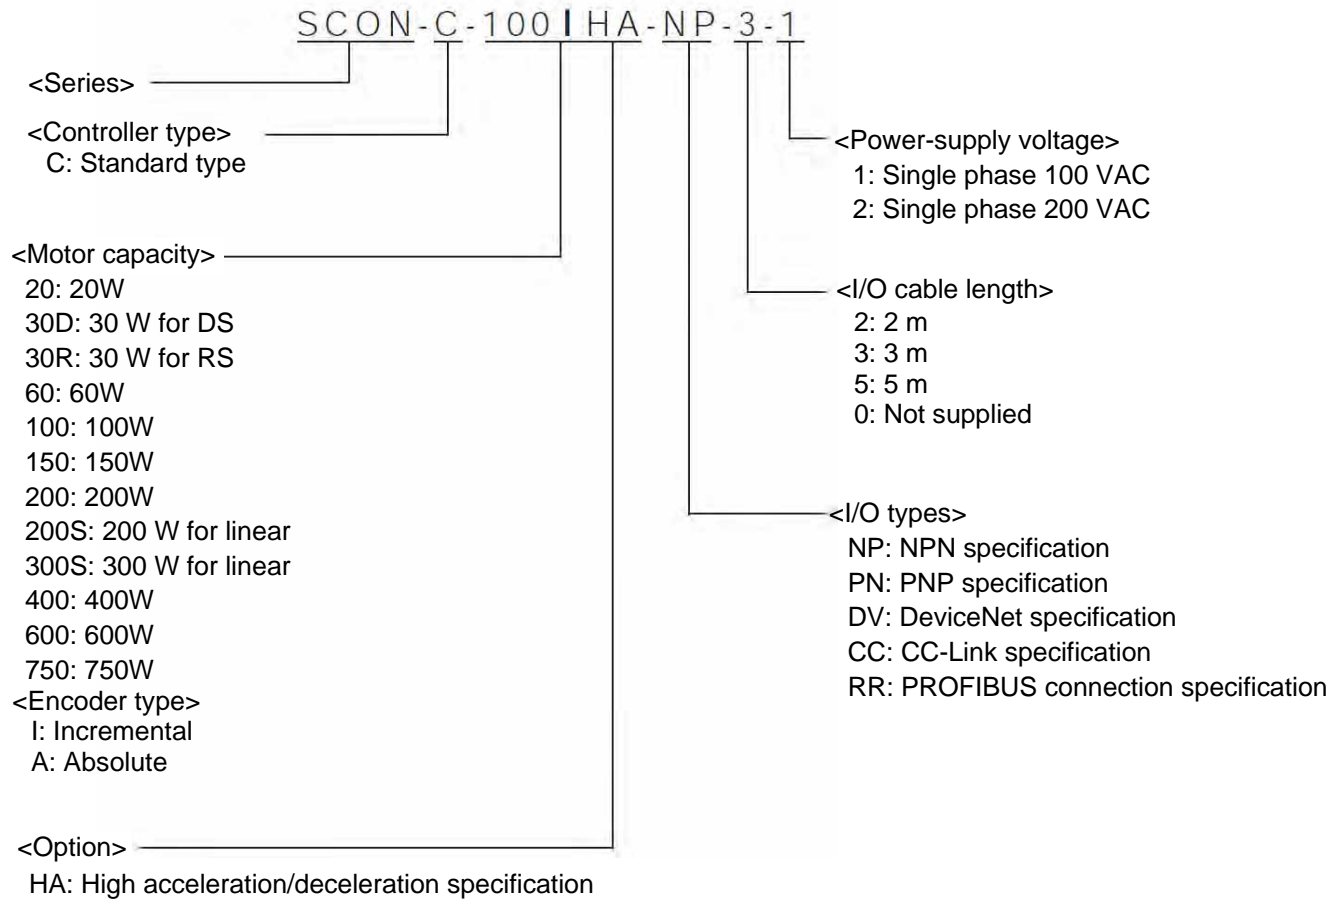 SCON-C-100IHA-NP-3-1
<Series>
<Controller type>
C: Standard type
<Motor capacity>
20: 20W
30D: 30 W for DS
30R: 30 W for RS
60: 60W
100: 100W
150: 150W
200: 200W
200S: 200 W for linear
300S: 300 W for linear
400: 400W
600: 600W
750: 750W
<Encoder type>
I: Incremental
A: Absolute
<Option>
HA: High acceleration/deceleration specification
<Power-supply voltage>
1: Single phase 100 VAC
2: Single phase 200 VAC
<I/O cable length>
2: 2 m
3: 3 m
5: 5 m
0: Not supplied
<I/O types>
NP: NPN specification
PN: PNP specification
DV: DeviceNet specification
CC: CC-Link specification
RR: PROFIBUS connection specification